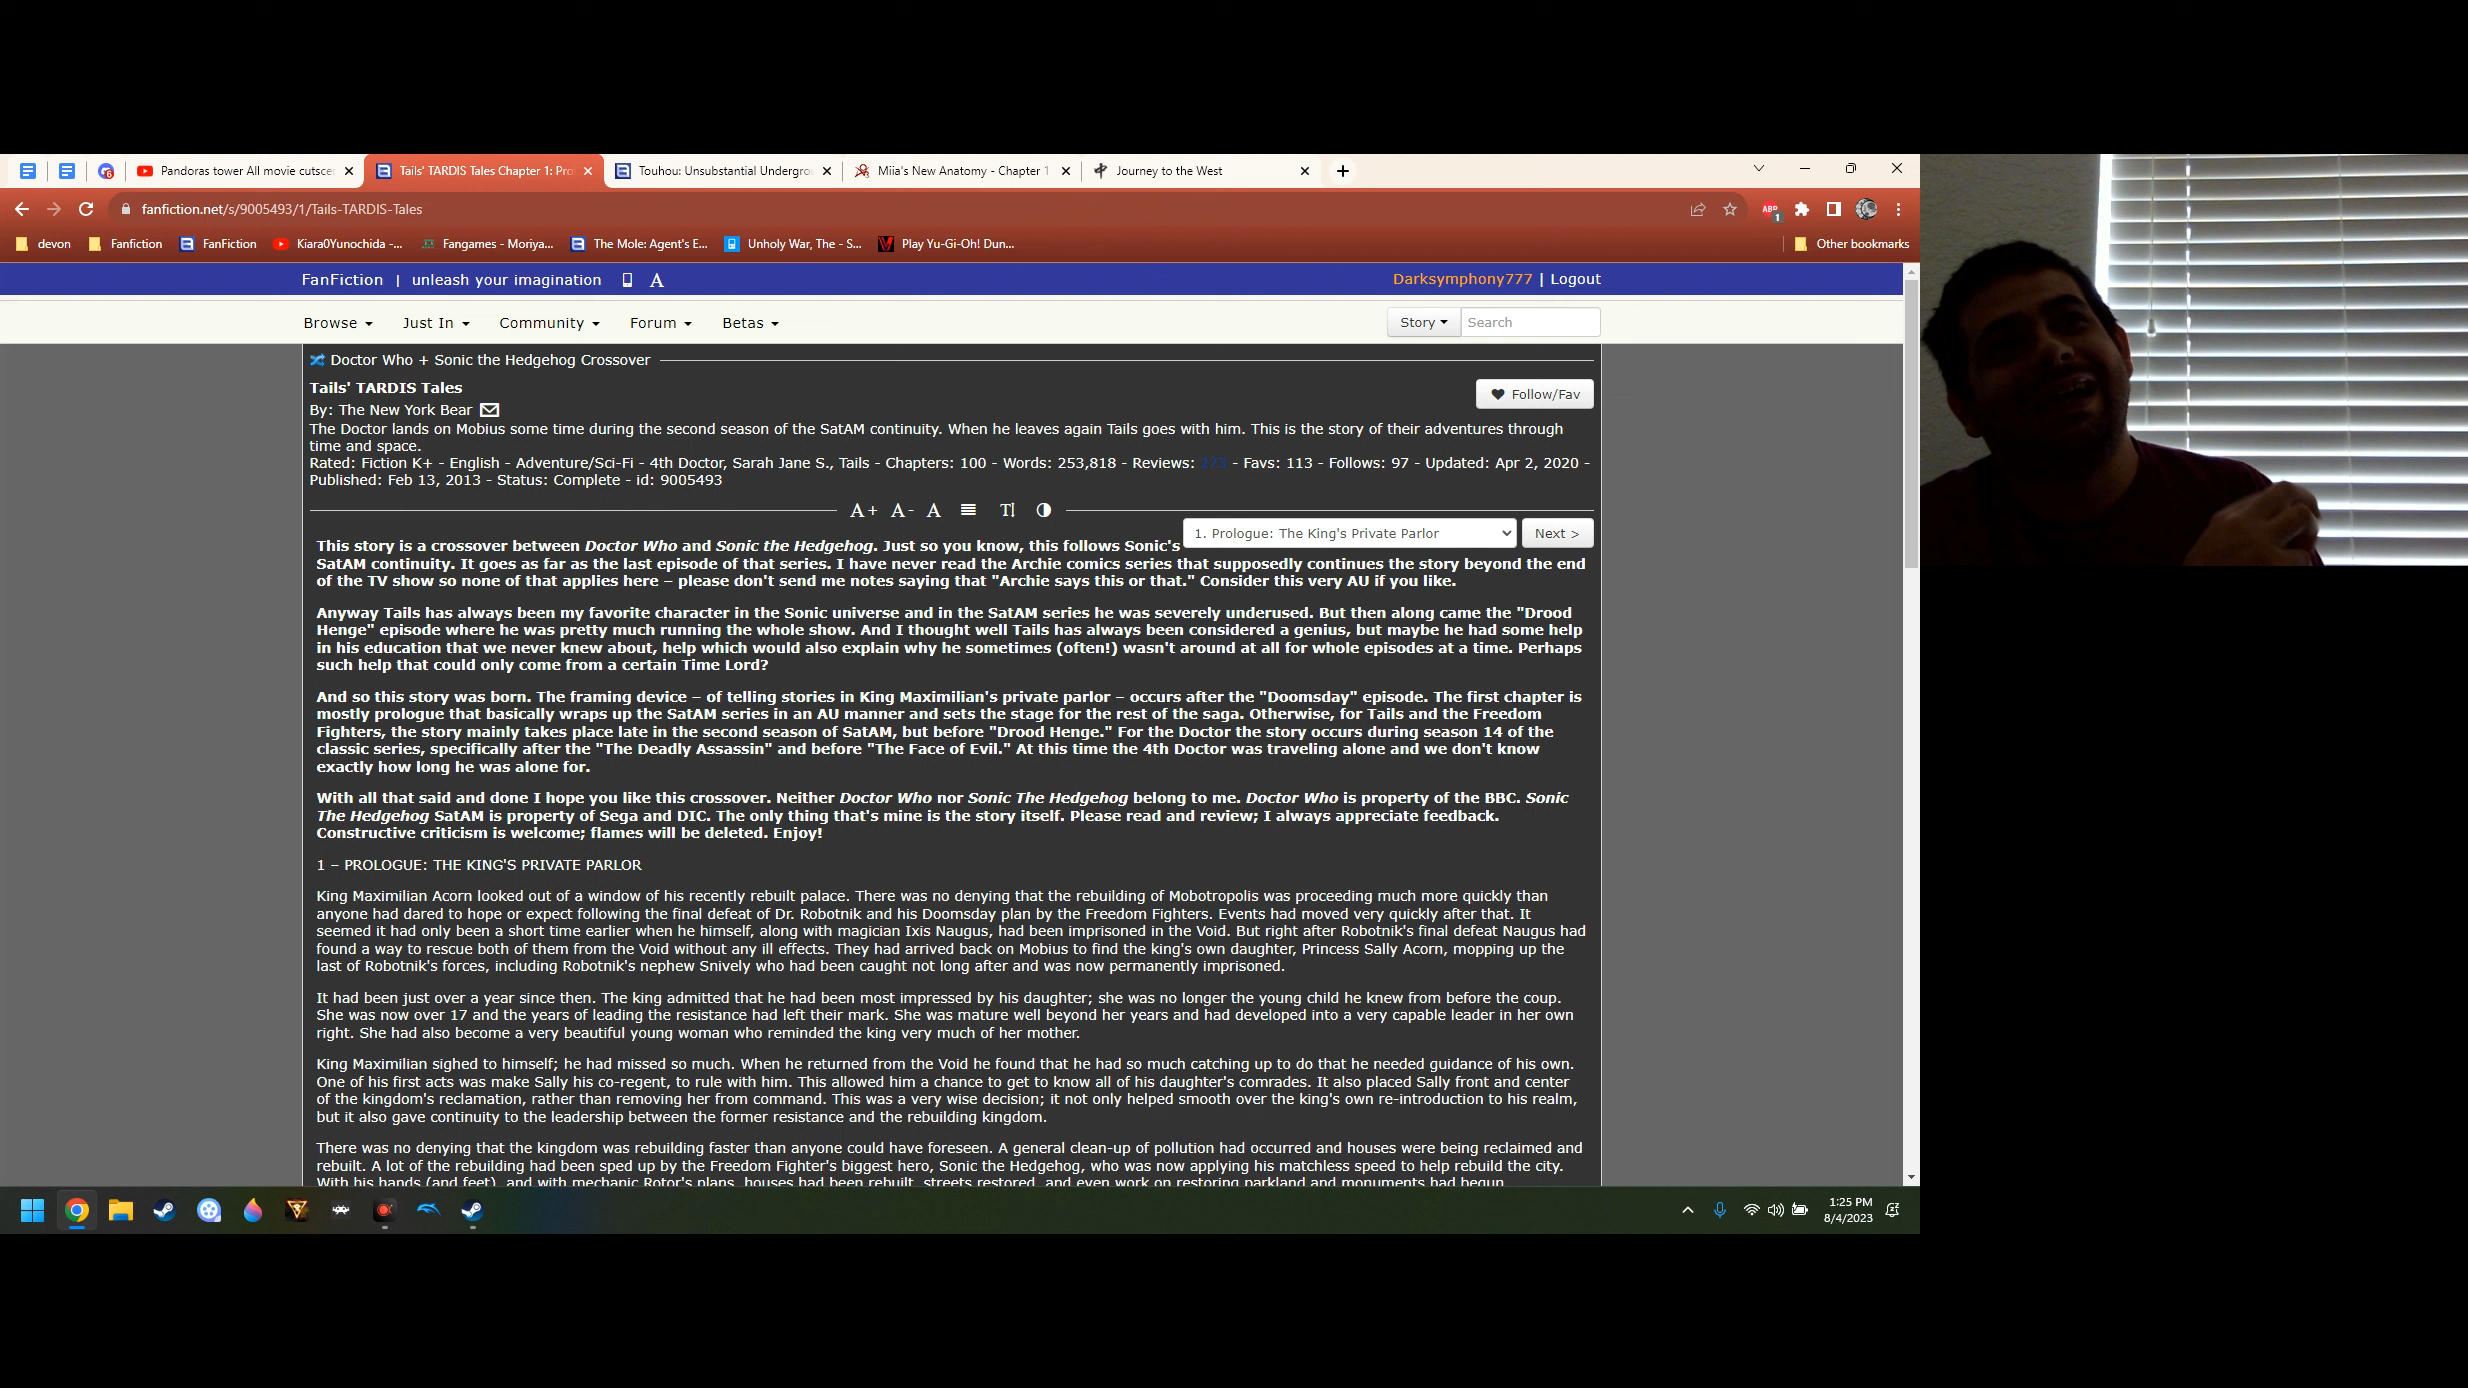 Pandoras tower All movie cutsce
Tails' TARDIS Tales Chapter 1: Pro
Touhou: Unsubstantial Undergro
Miia's New Anatomy - Chapter 1
Journey to the West
fanfiction.net/s/9005493/1/Tails-TARDIS-Tales
ABP
1
devon
Fanfiction
FanFiction
Kiara0Yunochida -...
Fangames - Moriya...
The Mole: Agent's E...
Unholy War, The - S...
Play Yu-Gi-Oh! Dun...
Other bookmarks
FanFiction | unleash your imagination A
Darksymphony777 | Logout
Browse Just In Community Forum Betas
Story Search
Doctor Who + Sonic the Hedgehog Crossover
Tails' TARDIS Tales
Follow/Fav
By: The New York Bear
The Doctor lands on Mobius some time during the second season of the SatAM continuity. When he leaves again Tails goes with him. This is the story of their adventures through
time and space.
Rated: Fiction K+ - English - Adventure/Sci-Fi - 4th Doctor, Sarah Jane S., Tails - Chapters: 100 - Words: 253,818 - Reviews: 273 - Favs: 113 - Follows: 97 - Updated: Apr 2, 2020 -
Published: Feb 13, 2013 - Status: Complete - id: 9005493
A+ A- A
1. Prologue: The King's Private Parlor
Next >
This story is a crossover between Doctor Who and Sonic the Hedgehog. Just so you know, this follows Sonic's
SatAM continuity. It goes as far as the last episode of that series. I have never read the Archie comics series that supposedly continues the story beyond the end
of the TV show so none of that applies here – please don't send me notes saying that "Archie says this or that." Consider this very AU if you like.
Anyway Tails has always been my favorite character in the Sonic universe and in the SatAM series he was severely underused. But then along came the "Drood
Henge" episode where he was pretty much running the whole show. And I thought well Tails has always been considered a genius, but maybe he had some help
in his education that we never knew about, help which would also explain why he sometimes (often!) wasn't around at all for whole episodes at a time. Perhaps
such help that could only come from a certain Time Lord?
And so this story was born. The framing device – of telling stories in King Maximilian's private parlor – occurs after the "Doomsday" episode. The first chapter is
mostly prologue that basically wraps up the SatAM series in an AU manner and sets the stage for the rest of the saga. Otherwise, for Tails and the Freedom
Fighters, the story mainly takes place late in the second season of SatAM, but before "Drood Henge." For the Doctor the story occurs during season 14 of the
classic series, specifically after the "The Deadly Assassin" and before "The Face of Evil." At this time the 4th Doctor was traveling alone and we don't know
exactly how long he was alone for.
With all that said and done I hope you like this crossover. Neither Doctor Who nor Sonic The Hedgehog belong to me. Doctor Who is property of the BBC. Sonic
The Hedgehog SatAM is property of Sega and DIC. The only thing that's mine is the story itself. Please read and review; I always appreciate feedback.
Constructive criticism is welcome; flames will be deleted. Enjoy!
1 – PROLOGUE: THE KING'S PRIVATE PARLOR
King Maximilian Acorn looked out of a window of his recently rebuilt palace. There was no denying that the rebuilding of Mobotropolis was proceeding much more quickly than
anyone had dared to hope or expect following the final defeat of Dr. Robotnik and his Doomsday plan by the Freedom Fighters. Events had moved very quickly after that. It
seemed it had only been a short time earlier when he himself, along with magician Ixis Naugus, had been imprisoned in the Void. But right after Robotnik's final defeat Naugus had
found a way to rescue both of them from the Void without any ill effects. They had arrived back on Mobius to find the king's own daughter, Princess Sally Acorn, mopping up the
last of Robotnik's forces, including Robotnik's nephew Snively who had been caught not long after and was now permanently imprisoned.
It had been just over a year since then. The king admitted that he had been most impressed by his daughter; she was no longer the young child he knew from before the coup.
She was now over 17 and the years of leading the resistance had left their mark. She was mature well beyond her years and had developed into a very capable leader in her own
right. She had also become a very beautiful young woman who reminded the king very much of her mother.
King Maximilian sighed to himself; he had missed so much. When he returned from the Void he found that he had so much catching up to do that he needed guidance of his own.
One of his first acts was make Sally his co-regent, to rule with him. This allowed him a chance to get to know all of his daughter's comrades. It also placed Sally front and center
of the kingdom's reclamation, rather than removing her from command. This was a very wise decision; it not only helped smooth over the king's own re-introduction to his realm,
but it also gave continuity to the leadership between the former resistance and the rebuilding kingdom.
There was no denying that the kingdom was rebuilding faster than anyone could have foreseen. A general clean-up of pollution had occurred and houses were being reclaimed and
rebuilt. A lot of the rebuilding had been sped up by the Freedom Fighter's biggest hero, Sonic the Hedgehog, who was now applying his matchless speed to help rebuild the city.
With his hands (and feet), and with mechanic Rotor's plans, houses had been rebuilt, streets restored, and even work on restoring parkland and monuments had begun.
1:25 PM
8/4/2023